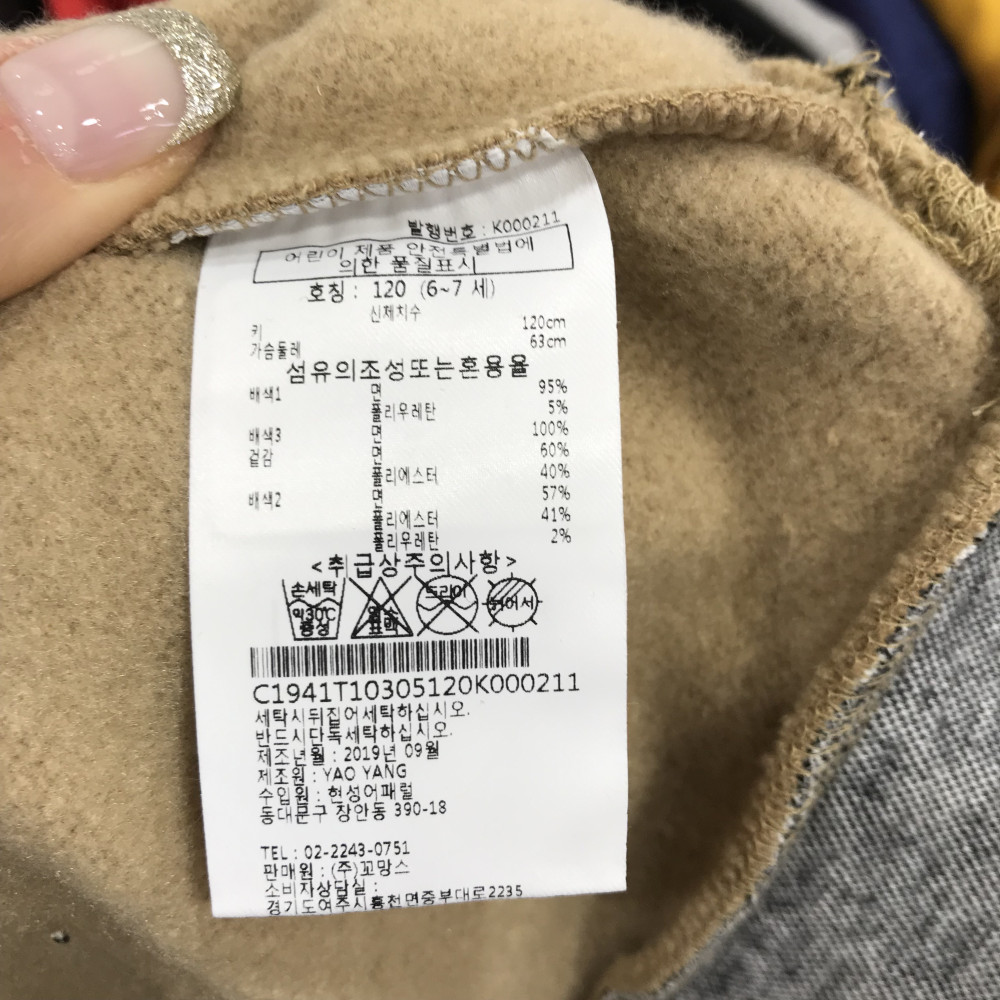 발행번호 : K000211
어린이 제품 안전특별법에
의한 품질표시
호칭 : 120 (6~7 세)
신체치수
키 120cm
가슴둘레 63cm
섬유의조성또는혼용율
배색1 면 95%
폴리우레탄 5%
배색3 면 100%
겉감 면 60%
폴리에스터 40%
배색2 면 57%
폴리에스터 41%
폴리우레탄 2%
<취급상주의사항>
손세탁 약30℃ 중성 염소 표백 드라이 뉘어서
C1941T10305120K000211
세탁시뒤집어세탁하십시오.
반드시단독세탁하십시오.
제조년월 : 2019년 09월
제조원 : YAO YANG
수입원 : 현성어패럴
동대문구 장안동 390-18
TEL : 02-2243-0751
판매원 : (주)꼬망스
소비자상담실 :
경기도여주시흥천면중부대로2235